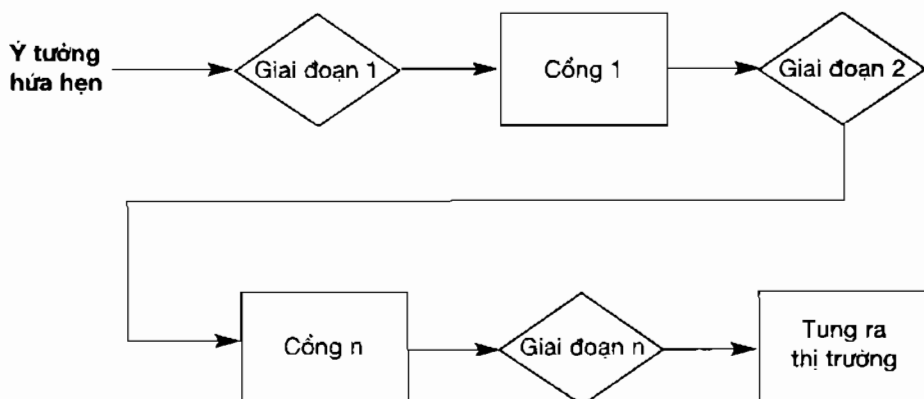 Ý tưởng
hứa hẹn
Giai đoạn 1
Cổng 1
Giai đoạn 2
Cổng n
Giai đoạn n
Tung ra
thị trường